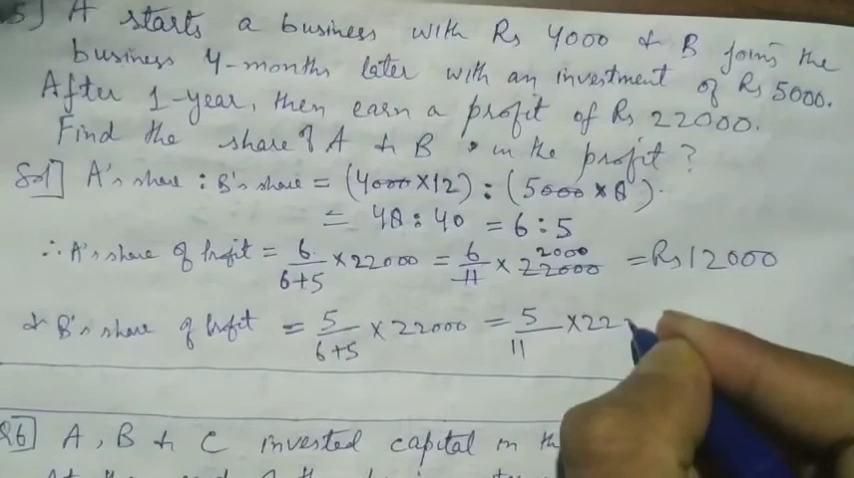 5) A starts a business with Rs 4000 & B joins the
business 4-months later with an investment of Rs 5000.
After 1-year, then earn a profit of Rs 22000.
Find the share of A & B in the profit?
Sol] A's share : B's share = (4000×12) : (5000×8).
= 48 : 40 = 6 : 5
∴ A's share of profit = 6/6+5 × 22000 = 6/11 × 22000 2000 = Rs 12000
& B's share of profit = 5/6+5 × 22000 = 5/11 × 22
Q6] A, B & C invested capital in th